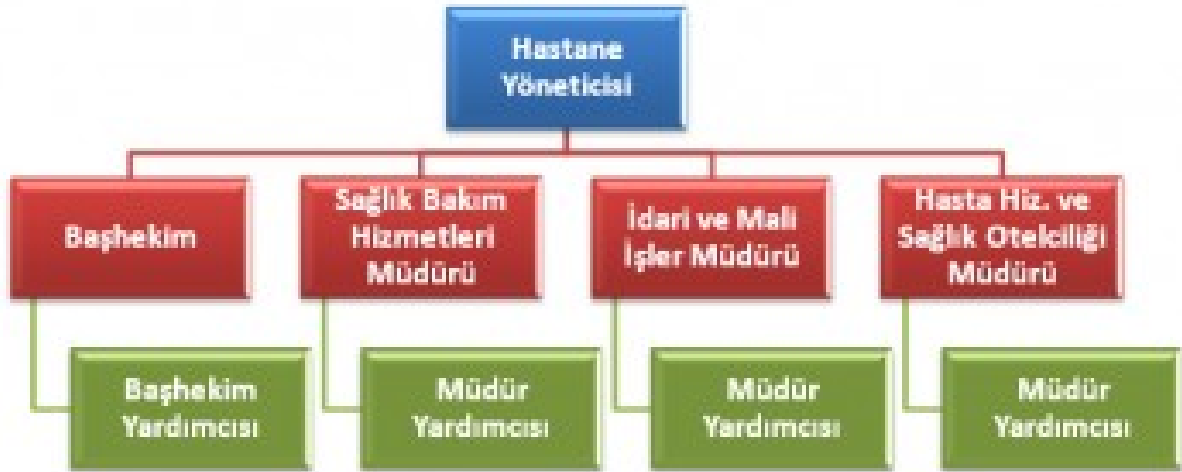 Hastane
Yöneticisi
Başhekim
Sağlık Bakım
Hizmetleri
Müdürü
İdari ve Mali
İşler Müdürü
Hasta Hiz. ve
Sağlık Otelciliği
Müdürü
Başhekim
Yardımcısı
Müdür
Yardımcısı
Müdür
Yardımcısı
Müdür
Yardımcısı